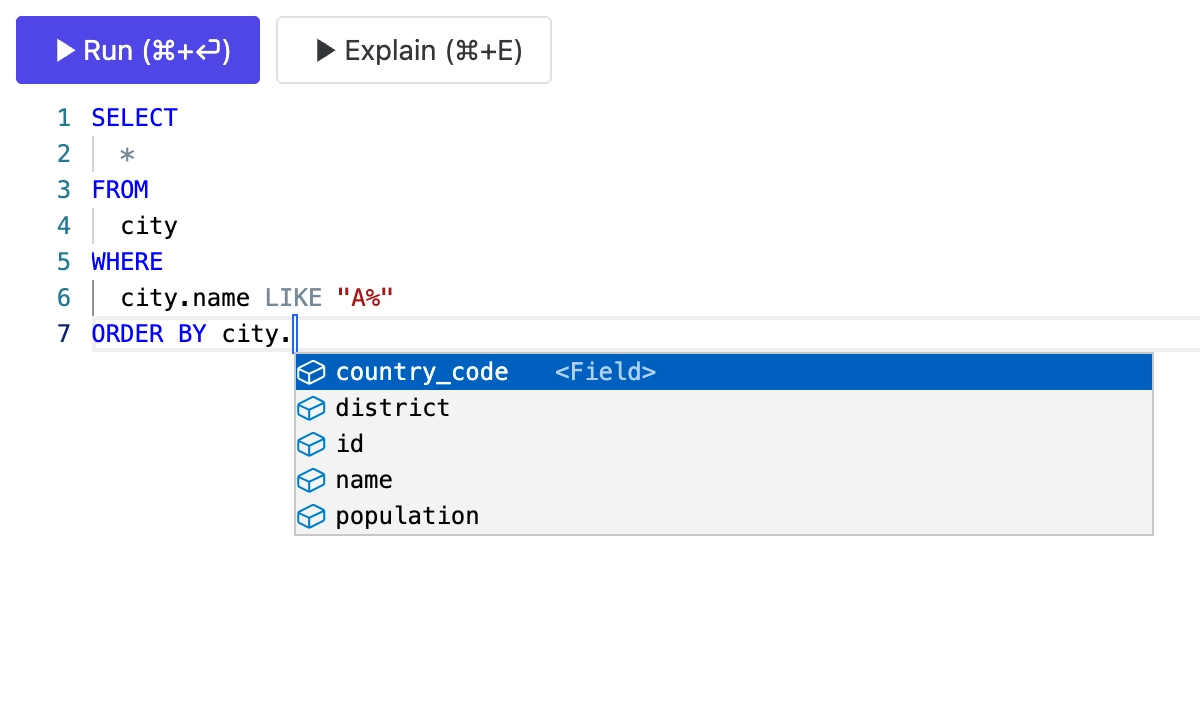 Run (⌘+⏎) Explain (⌘+E)
1 SELECT
2 *
3 FROM
4 city
5 WHERE
6 city.name LIKE "A%"
7 ORDER BY city.
country_code <Field>
district
id
name
population